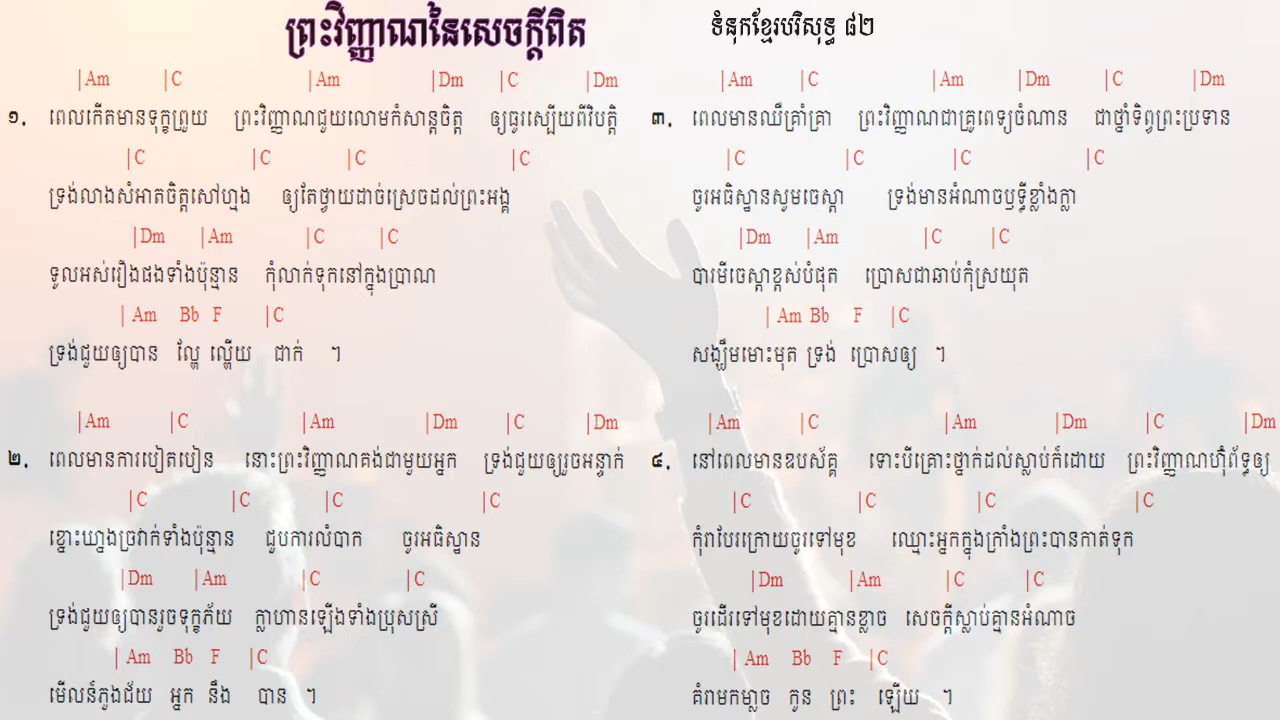 ព្រះវិញ្ញាណនៃសេចក្ដីពិត
ទំនុកខ្មែរបរិសុទ្ធ ៨២
|Am |C |Am |Dm |C |Dm
១. ពេលកើតមានទុក្ខព្រួយ ព្រះវិញ្ញាណជួយលោមកំសាន្តចិត្ត ឲ្យធូរស្បើយពីវិបត្តិ
|C |C |C |C
ទ្រង់លាងសំអាតចិត្តសៅហ្មង ឲ្យតែថ្វាយដាច់ស្រេចដល់ព្រះអង្គ
|Dm |Am |C |C
ទូលអស់រឿងផងទាំងប៉ុន្មាន កុំលាក់ទុកនៅក្នុងប្រាណ
| Am Bb F |C
ទ្រង់ជួយឲ្យបាន ល្ហែ ល្ហើយ ជាក់ ។
|Am |C |Am |Dm |C |Dm
២. ពេលមានការបៀតបៀន នោះព្រះវិញ្ញាណគង់ជាមួយអ្នក ទ្រង់ជួយឲ្យរួចអន្ទាក់
|C |C |C |C
ខ្នោះឃ្នាងច្រវាក់ទាំងប៉ុន្មាន ជួបការលំបាក ចូរអធិស្ឋាន
|Dm |Am |C |C
ទ្រង់ជួយឲ្យបានរួចទុក្ខភ័យ ក្លាហានឡើងទាំងប្រុសស្រី
| Am Bb F |C
មើលន៏ភូងជ័យ អ្នក នឹង បាន ។
|Am |C |Am |Dm |C |Dm
៣. ពេលមានឈឺគ្រាំគ្រា ព្រះវិញ្ញាណជាគ្រូពេទ្យចំណាន ជាថ្នាំទិព្វព្រះប្រទាន
|C |C |C |C
ចូរអធិស្ឋានសូមចេស្តា ទ្រង់មានអំណាចឫទ្ធីខ្លាំងក្លា
|Dm |Am |C |C
បារមីចេស្តាខ្ពស់បំផុត ប្រោសជាឆាប់កុំស្រយុត
| Am Bb F |C
សង្ឃឹមមោះមុត ទ្រង់ ប្រោសឲ្យ ។
|Am |C |Am |Dm |C |Dm
៤. នៅពេលមានឧបស័គ្គ ទោះបីគ្រោះថ្នាក់ដល់ស្លាប់ក៏ដោយ ព្រះវិញ្ញាណហ៊ុំព័ទ្ធឲ្យ
|C |C |C |C
កុំរាបែរក្រោយចូរទៅមុខ ឈ្មោះអ្នកក្នុងក្រាំងព្រះបានកាត់ទុក
|Dm |Am |C |C
ចូរដើរទៅមុខដោយគ្មានខ្លាច សេចក្ដីស្លាប់គ្មានអំណាច
| Am Bb F |C
គំរាមកម្លាច កូន ព្រះ ឡើយ ។